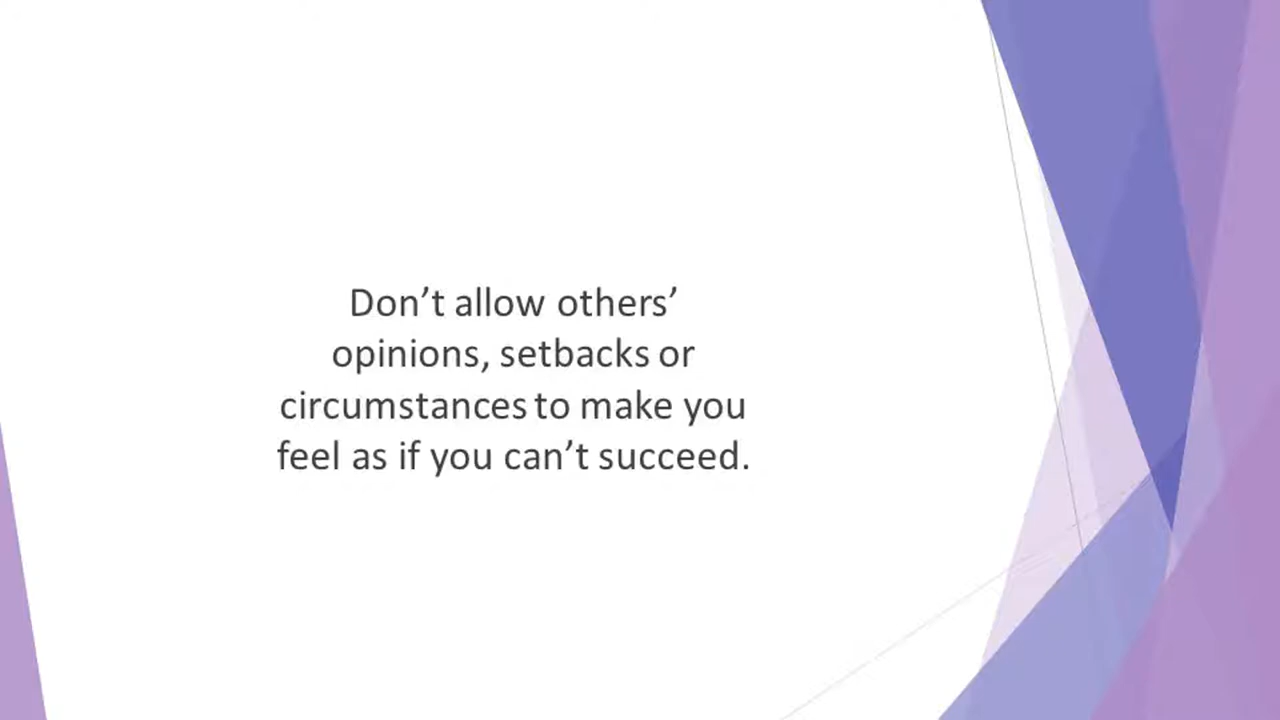 Don’t allow others’
opinions, setbacks or
circumstances to make you
feel as if you can’t succeed.